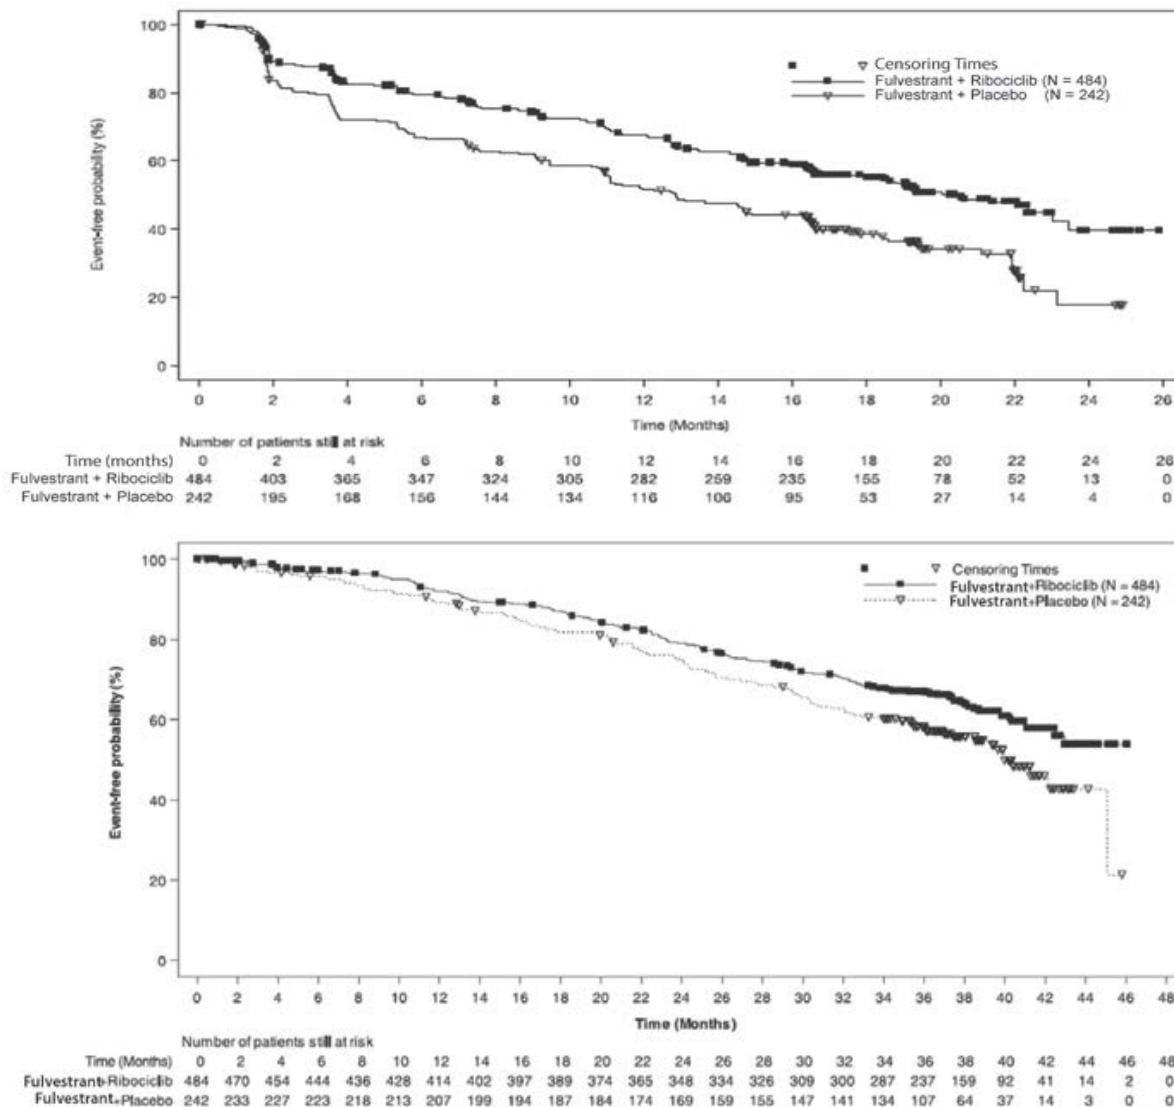 100
80
60
40
20
0
Event-free probability (%)
Censoring Times
Fulvestrant + Ribociclib (N = 484)
Fulvestrant + Placebo (N = 242)
0 2 4 6 8 10 12 14 16 18 20 22 24 26
Time (Months)
Number of patients still at risk
Time (months) 0 2 4 6 8 10 12 14 16 18 20 22 24 26
Fulvestrant + Ribociclib 484 403 365 347 324 305 282 259 235 155 78 52 13 0
Fulvestrant + Placebo 242 195 168 156 144 134 116 106 95 53 27 14 4 0
100
80
60
40
20
0
Event-free probability (%)
Censoring Times
Fulvestrant+Ribociclib (N = 484)
Fulvestrant+Placebo (N = 242)
0 2 4 6 8 10 12 14 16 18 20 22 24 26 28 30 32 34 36 38 40 42 44 46 48
Time (Months)
Number of patients still at risk
Time (Months) 0 2 4 6 8 10 12 14 16 18 20 22 24 26 28 30 32 34 36 38 40 42 44 46 48
Fulvestrant+Ribociclib 484 470 454 444 436 428 414 402 397 389 374 365 348 334 326 309 300 287 237 159 92 41 14 2 0
Fulvestrant+Placebo 242 233 227 223 218 213 207 199 194 187 184 174 169 159 155 147 141 134 107 64 37 14 3 0 0